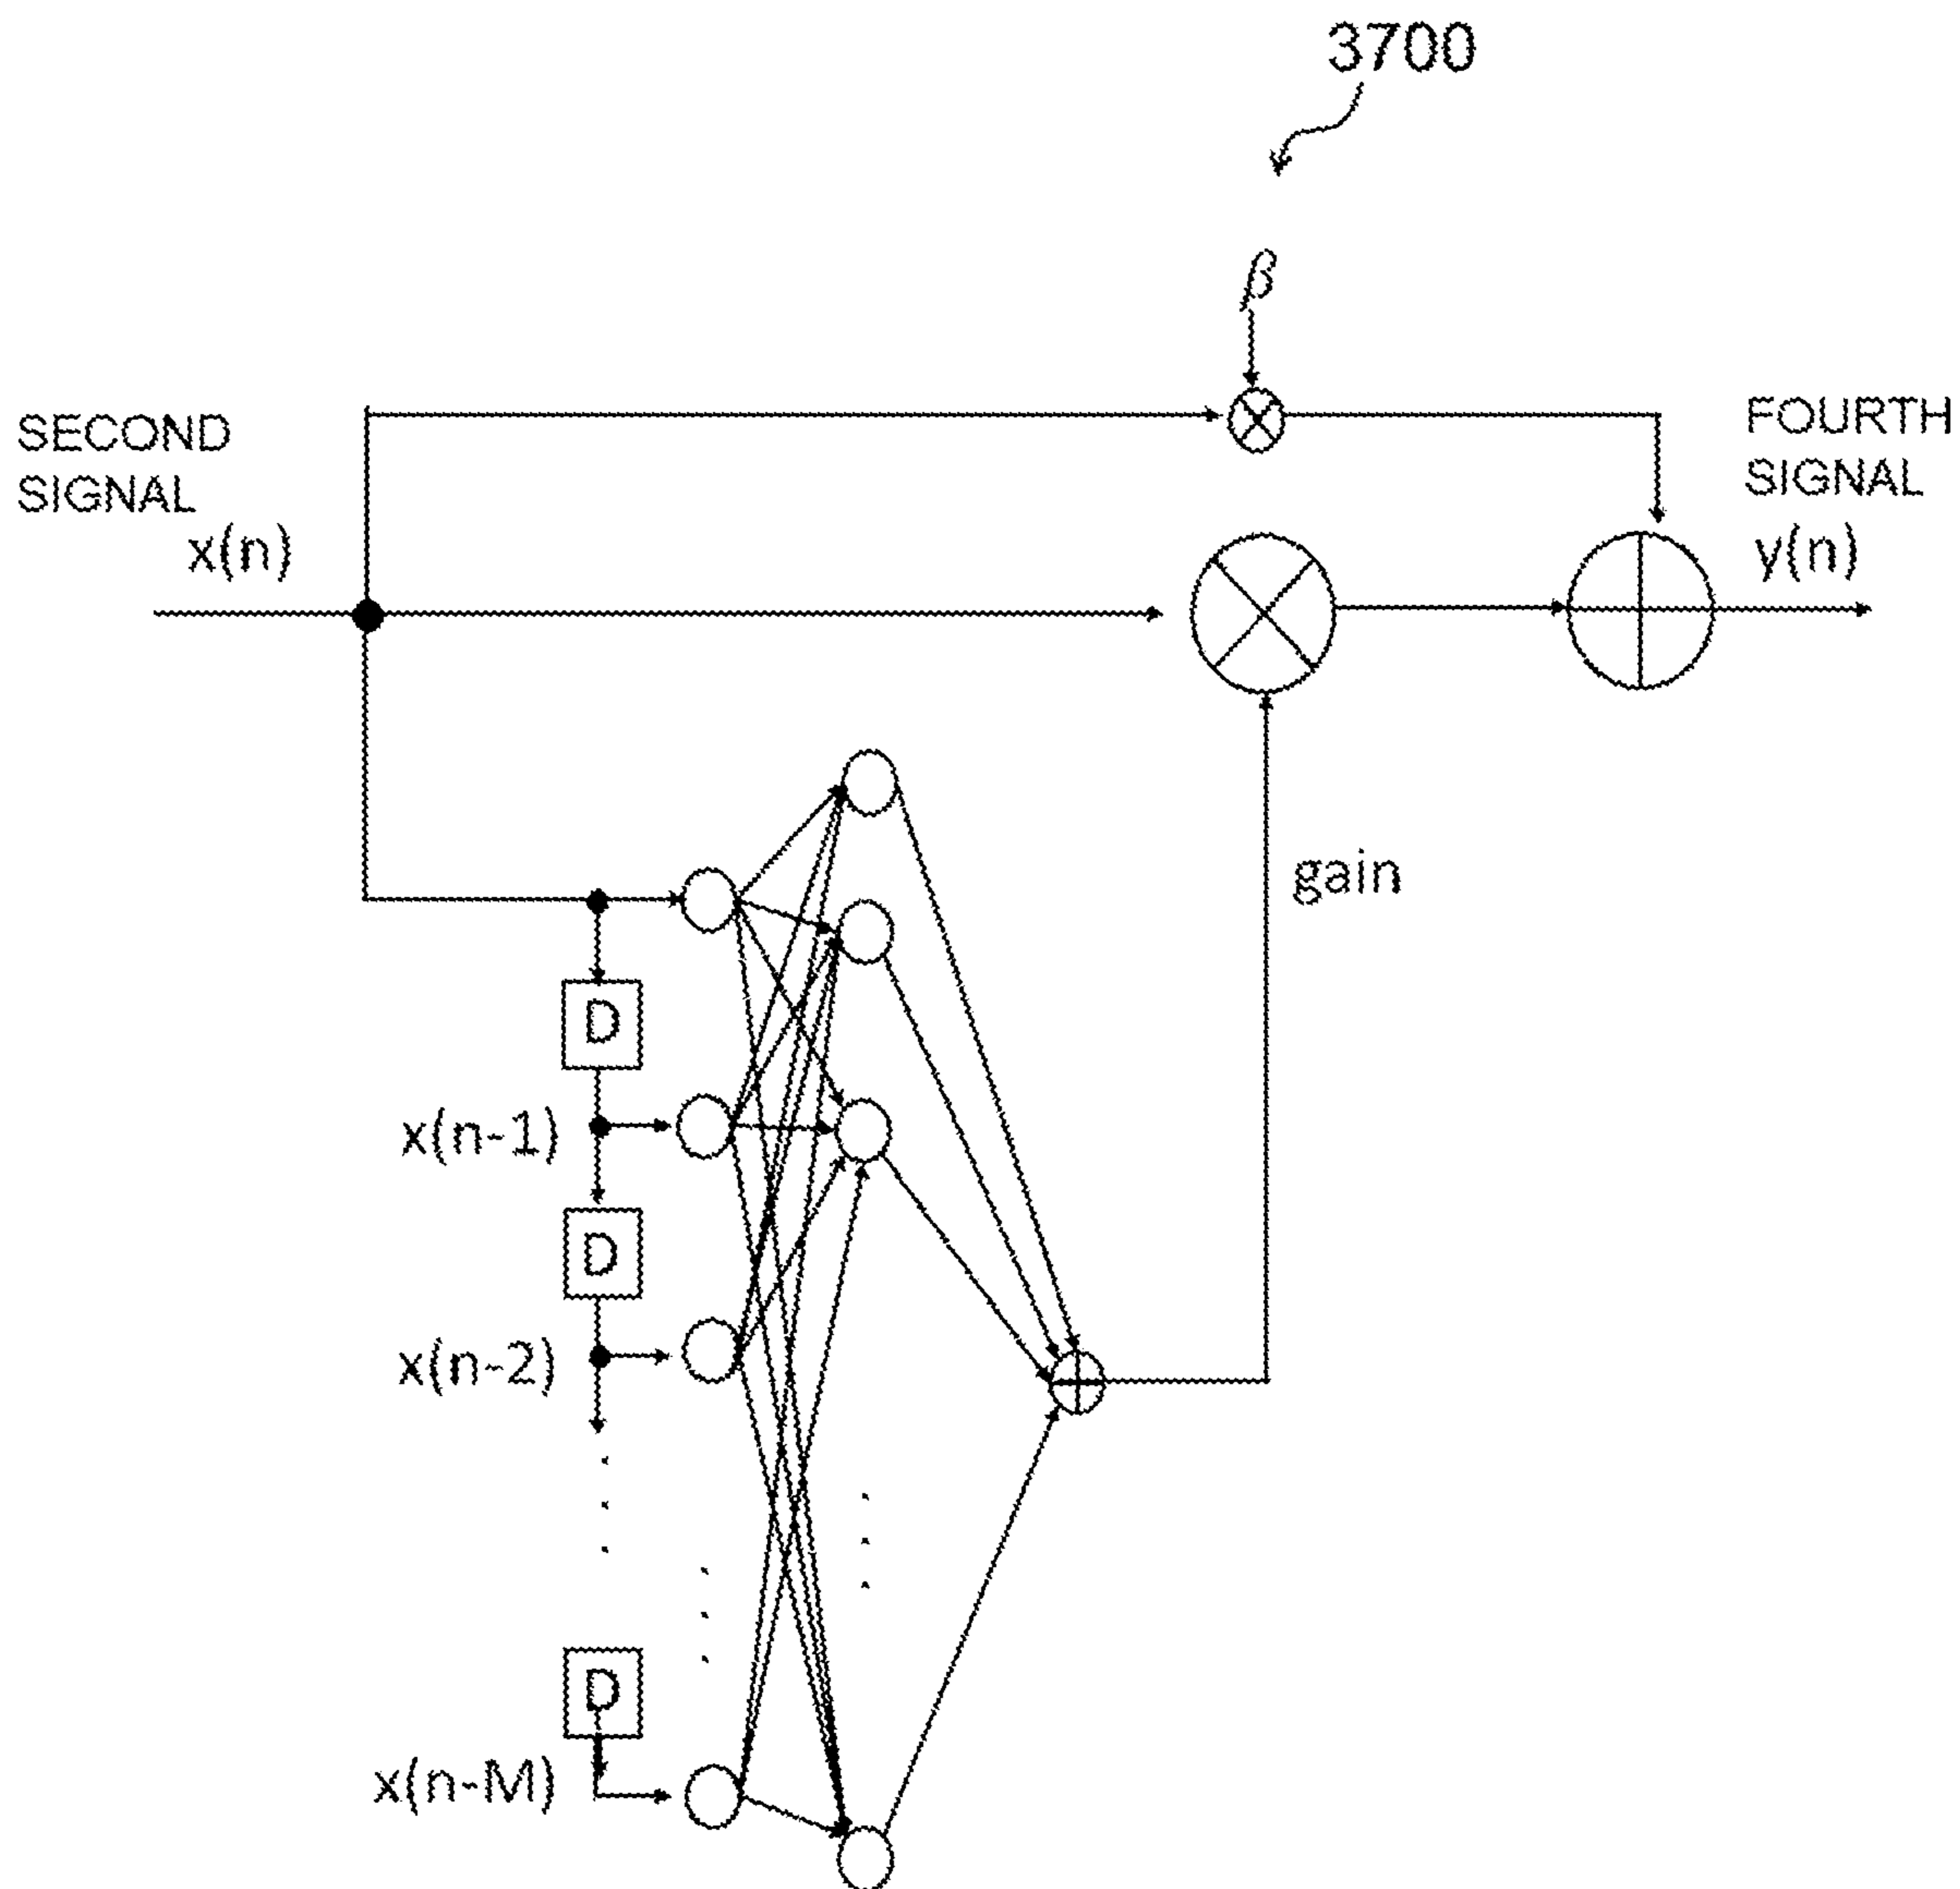 3700
β
SECOND
SIGNAL
x(n)
FOURTH
SIGNAL
y(n)
gain
D
x(n-1)
D
x(n-2)
D
x(n-M)